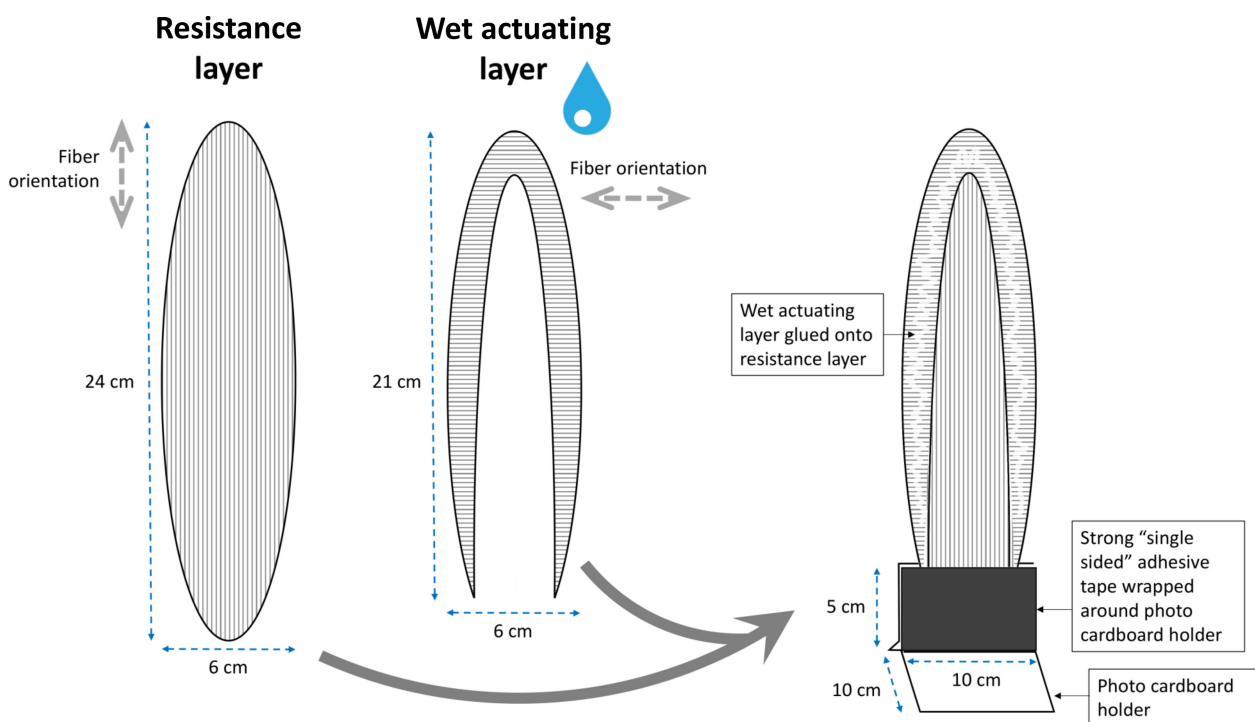 Resistance
layer
Wet actuating
layer
Fiber
orientation
Fiber orientation
24 cm
21 cm
6 cm
6 cm
Wet actuating
layer glued onto
resistance layer
Strong “single
sided” adhesive
tape wrapped
around photo
cardboard holder
5 cm
10 cm
10 cm
Photo cardboard
holder